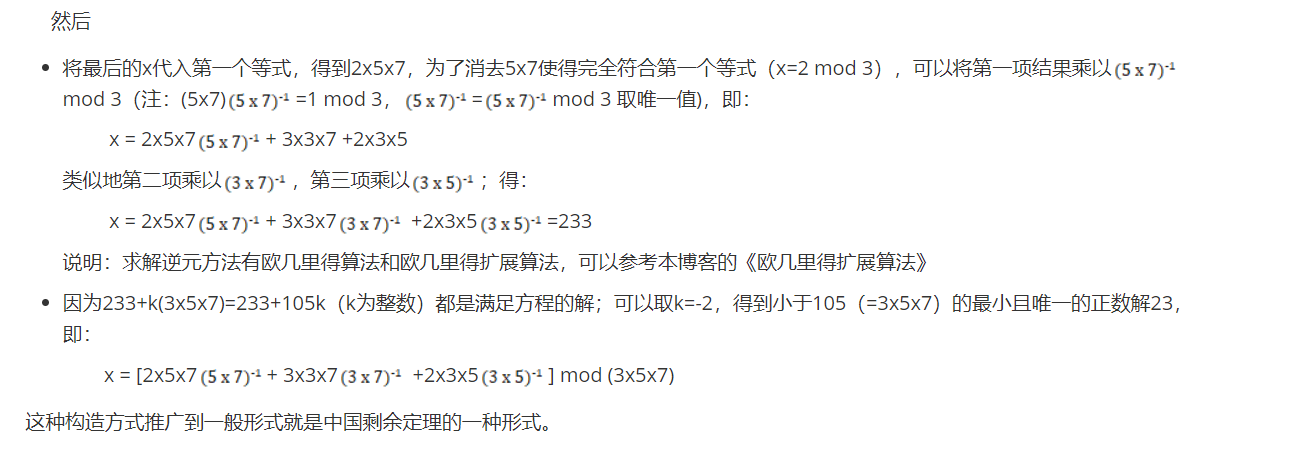 然后
• 将最后的x代入第一个等式，得到2x5x7，为了消去5x7使得完全符合第一个等式（x=2 mod 3），可以将第一项结果乘以(5 x 7)⁻¹
mod 3（注：(5x7)(5 x 7)⁻¹ =1 mod 3， (5 x 7)⁻¹ =(5 x 7)⁻¹ mod 3 取唯一值)，即：
x = 2x5x7(5 x 7)⁻¹ + 3x3x7 +2x3x5
类似地第二项乘以(3 x 7)⁻¹ ，第三项乘以(3 x 5)⁻¹ ；得：
x = 2x5x7(5 x 7)⁻¹ + 3x3x7(3 x 7)⁻¹ +2x3x5(3 x 5)⁻¹ =233
说明：求解逆元方法有欧几里得算法和欧几里得扩展算法，可以参考本博客的《欧几里得扩展算法》
• 因为233+k(3x5x7)=233+105k（k为整数）都是满足方程的解；可以取k=-2，得到小于105（=3x5x7）的最小且唯一的正数解23，
即：
x = [2x5x7(5 x 7)⁻¹ + 3x3x7(3 x 7)⁻¹ +2x3x5(3 x 5)⁻¹ ] mod (3x5x7)
这种构造方式推广到一般形式就是中国剩余定理的一种形式。